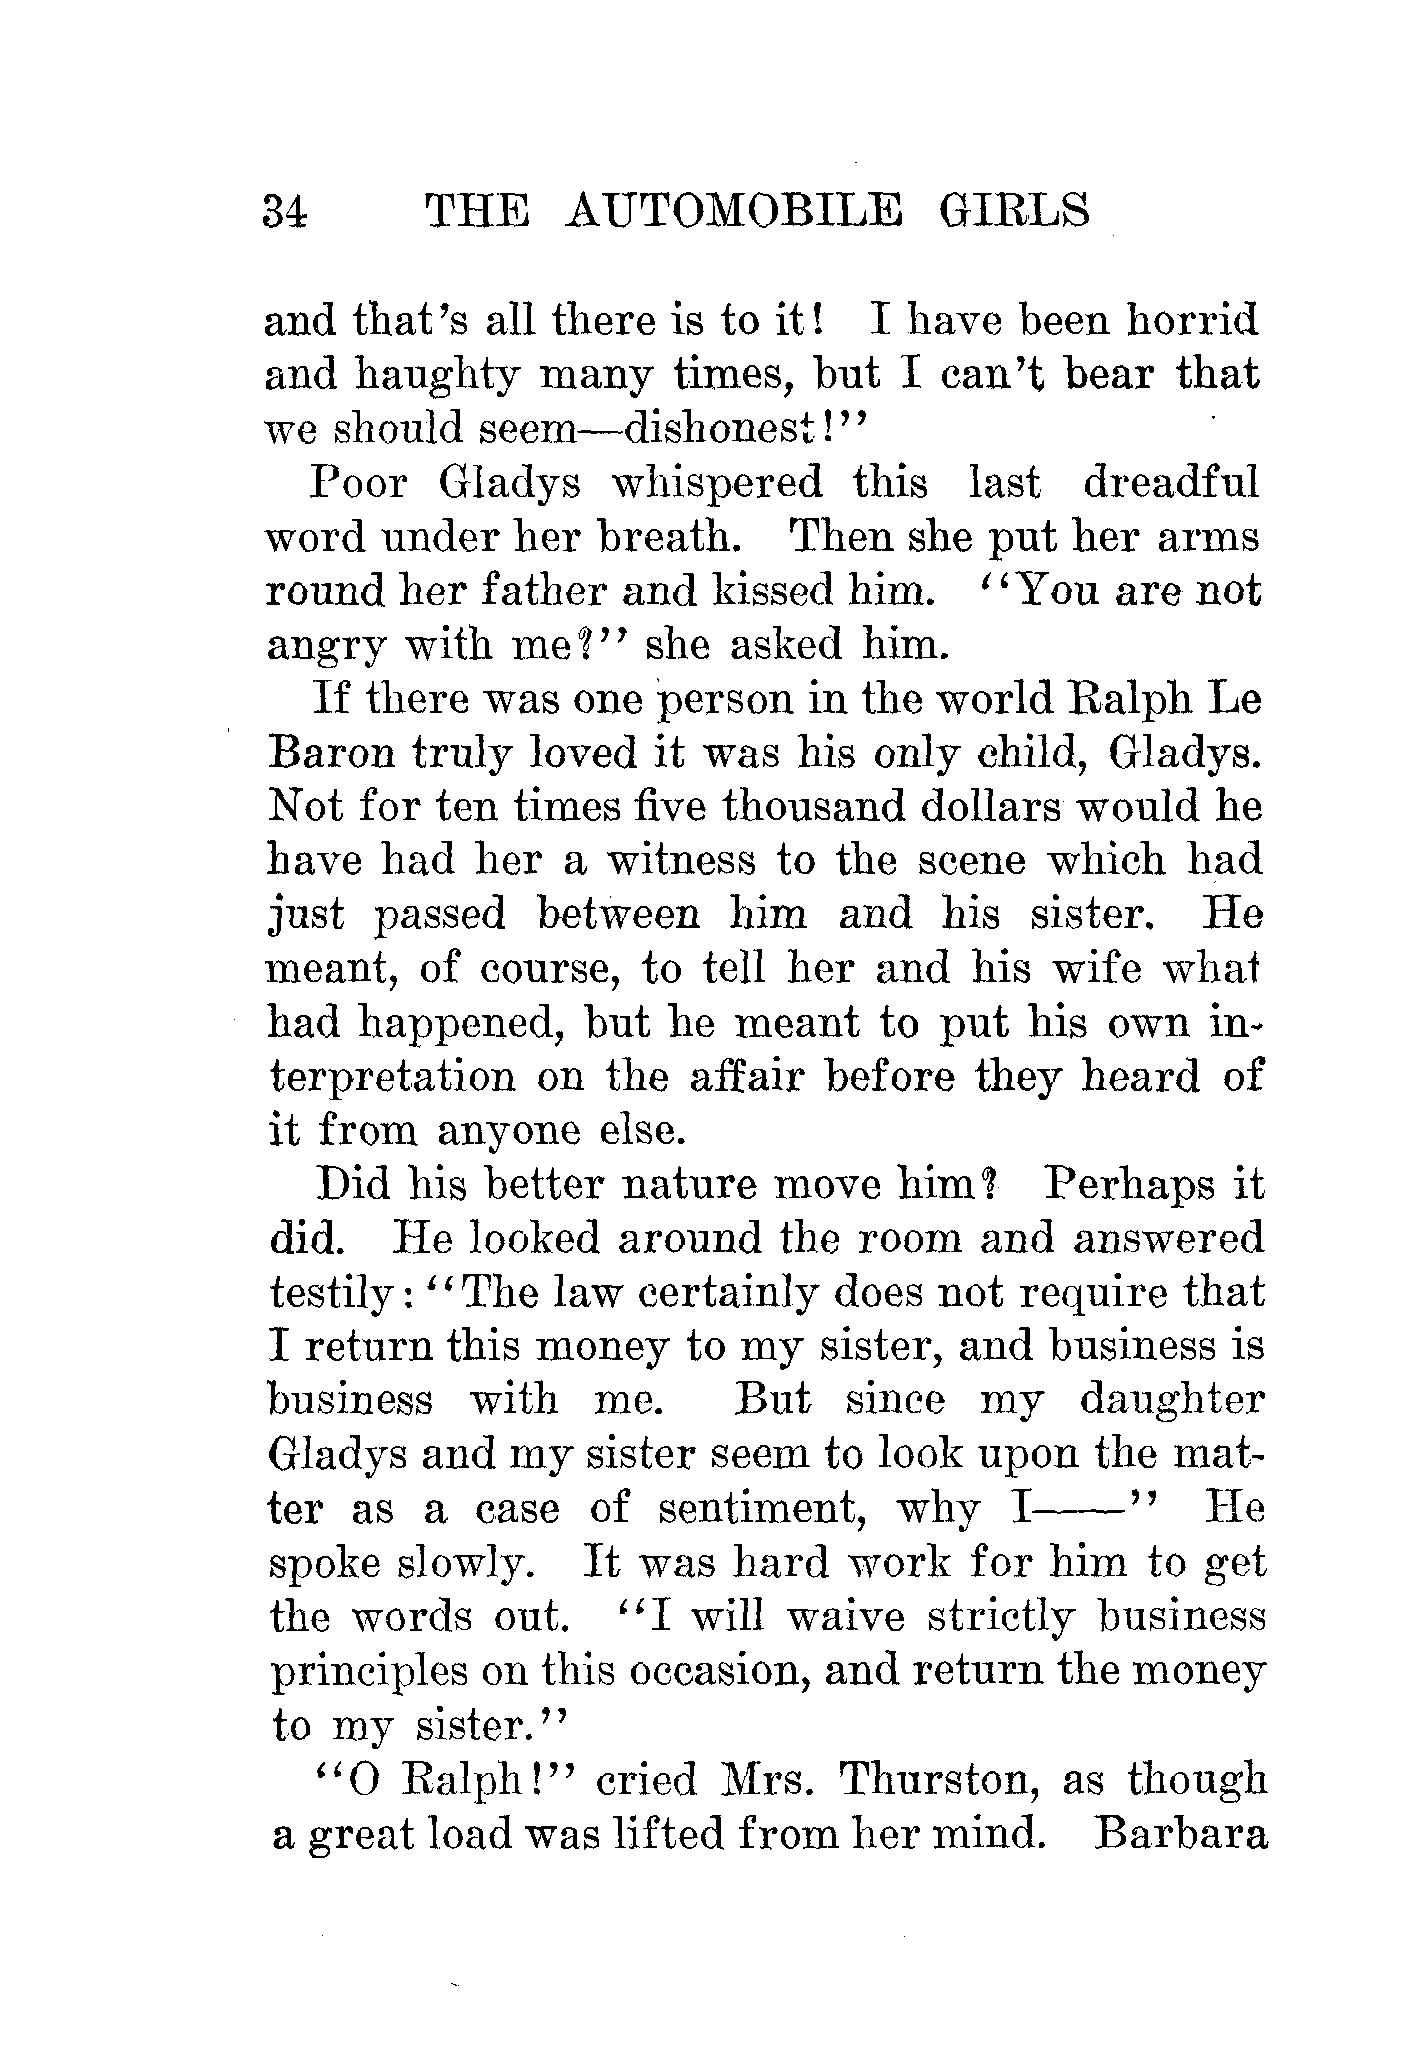 34 THE AUTOMOBILE GIRLS
and that's all there is to it! I have been horrid
and haughty many times, but I can't bear that
we should seem—dishonest!"
Poor Gladys whispered this last dreadful
word under her breath. Then she put her arms
round her father and kissed him. "You are not
angry with me?" she asked him.
If there was one person in the world Ralph Le
Baron truly loved it was his only child, Gladys.
Not for ten times five thousand dollars would he
have had her a witness to the scene which had
just passed between him and his sister. He
meant, of course, to tell her and his wife what
had happened, but he meant to put his own in-
terpretation on the affair before they heard of
it from anyone else.
Did his better nature move him? Perhaps it
did. He looked around the room and answered
testily: "The law certainly does not require that
I return this money to my sister, and business is
business with me. But since my daughter
Gladys and my sister seem to look upon the mat-
ter as a case of sentiment, why I——" He
spoke slowly. It was hard work for him to get
the words out. "I will waive strictly business
principles on this occasion, and return the money
to my sister."
"O Ralph!" cried Mrs. Thurston, as though
a great load was lifted from her mind. Barbara